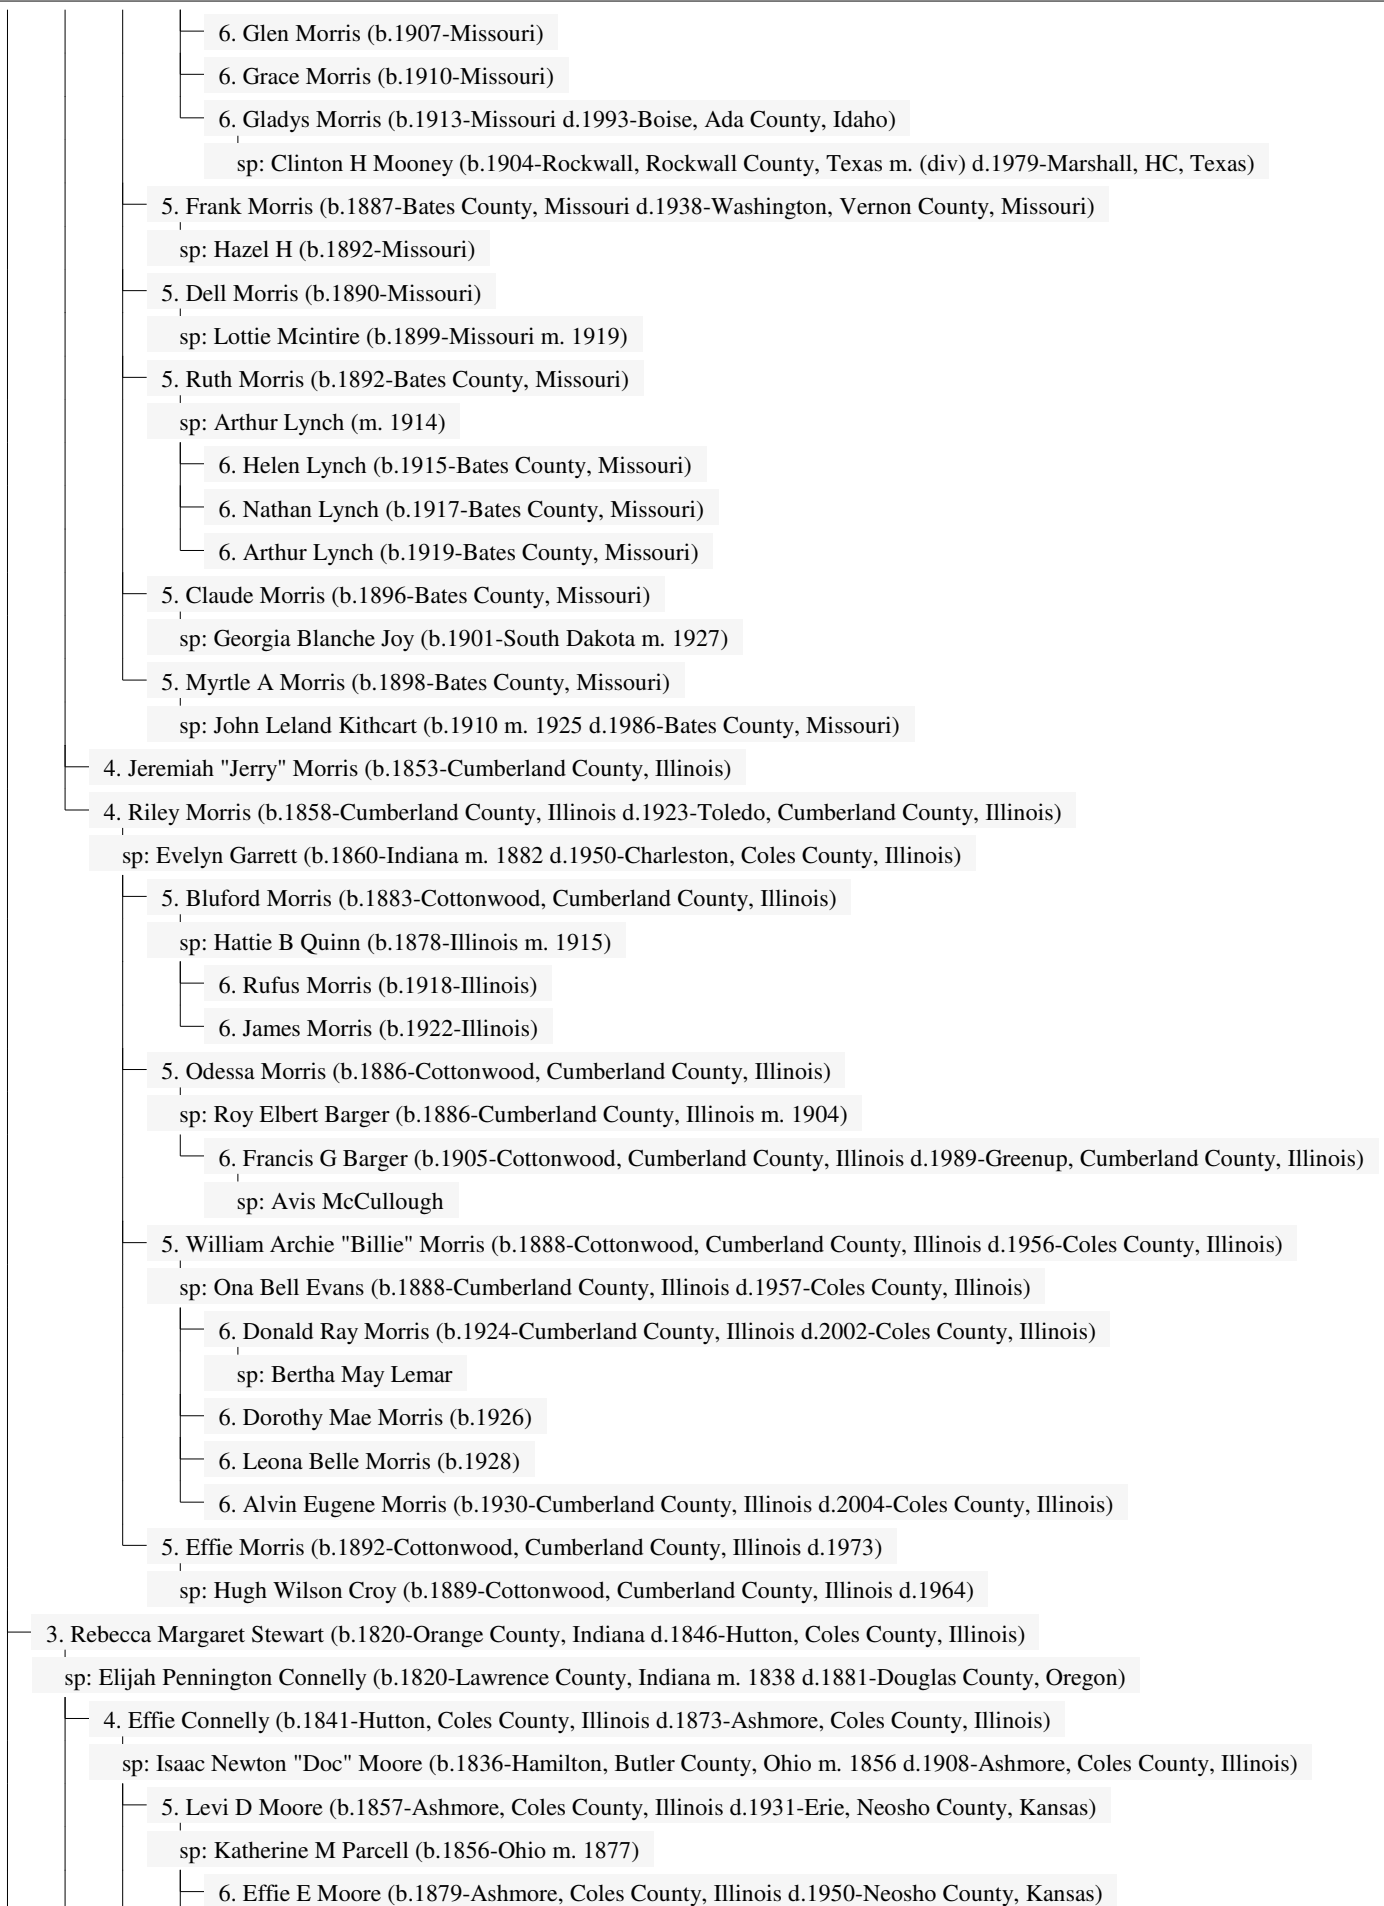 6. Glen Morris (b.1907-Missouri)
6. Grace Morris (b.1910-Missouri)
6. Gladys Morris (b.1913-Missouri d.1993-Boise, Ada County, Idaho)
sp: Clinton H Mooney (b.1904-Rockwall, Rockwall County, Texas m. (div) d.1979-Marshall, HC, Texas)
5. Frank Morris (b.1887-Bates County, Missouri d.1938-Washington, Vernon County, Missouri)
sp: Hazel H (b.1892-Missouri)
5. Dell Morris (b.1890-Missouri)
sp: Lottie Mcintire (b.1899-Missouri m. 1919)
5. Ruth Morris (b.1892-Bates County, Missouri)
sp: Arthur Lynch (m. 1914)
6. Helen Lynch (b.1915-Bates County, Missouri)
6. Nathan Lynch (b.1917-Bates County, Missouri)
6. Arthur Lynch (b.1919-Bates County, Missouri)
5. Claude Morris (b.1896-Bates County, Missouri)
sp: Georgia Blanche Joy (b.1901-South Dakota m. 1927)
5. Myrtle A Morris (b.1898-Bates County, Missouri)
sp: John Leland Kithcart (b.1910 m. 1925 d.1986-Bates County, Missouri)
4. Jeremiah "Jerry" Morris (b.1853-Cumberland County, Illinois)
4. Riley Morris (b.1858-Cumberland County, Illinois d.1923-Toledo, Cumberland County, Illinois)
sp: Evelyn Garrett (b.1860-Indiana m. 1882 d.1950-Charleston, Coles County, Illinois)
5. Bluford Morris (b.1883-Cottonwood, Cumberland County, Illinois)
sp: Hattie B Quinn (b.1878-Illinois m. 1915)
6. Rufus Morris (b.1918-Illinois)
6. James Morris (b.1922-Illinois)
5. Odessa Morris (b.1886-Cottonwood, Cumberland County, Illinois)
sp: Roy Elbert Barger (b.1886-Cumberland County, Illinois m. 1904)
6. Francis G Barger (b.1905-Cottonwood, Cumberland County, Illinois d.1989-Greenup, Cumberland County, Illinois)
sp: Avis McCullough
5. William Archie "Billie" Morris (b.1888-Cottonwood, Cumberland County, Illinois d.1956-Coles County, Illinois)
sp: Ona Bell Evans (b.1888-Cumberland County, Illinois d.1957-Coles County, Illinois)
6. Donald Ray Morris (b.1924-Cumberland County, Illinois d.2002-Coles County, Illinois)
sp: Bertha May Lemar
6. Dorothy Mae Morris (b.1926)
6. Leona Belle Morris (b.1928)
6. Alvin Eugene Morris (b.1930-Cumberland County, Illinois d.2004-Coles County, Illinois)
5. Effie Morris (b.1892-Cottonwood, Cumberland County, Illinois d.1973)
sp: Hugh Wilson Croy (b.1889-Cottonwood, Cumberland County, Illinois d.1964)
3. Rebecca Margaret Stewart (b.1820-Orange County, Indiana d.1846-Hutton, Coles County, Illinois)
sp: Elijah Pennington Connelly (b.1820-Lawrence County, Indiana m. 1838 d.1881-Douglas County, Oregon)
4. Effie Connelly (b.1841-Hutton, Coles County, Illinois d.1873-Ashmore, Coles County, Illinois)
sp: Isaac Newton "Doc" Moore (b.1836-Hamilton, Butler County, Ohio m. 1856 d.1908-Ashmore, Coles County, Illinois)
5. Levi D Moore (b.1857-Ashmore, Coles County, Illinois d.1931-Erie, Neosho County, Kansas)
sp: Katherine M Parcell (b.1856-Ohio m. 1877)
6. Effie E Moore (b.1879-Ashmore, Coles County, Illinois d.1950-Neosho County, Kansas)